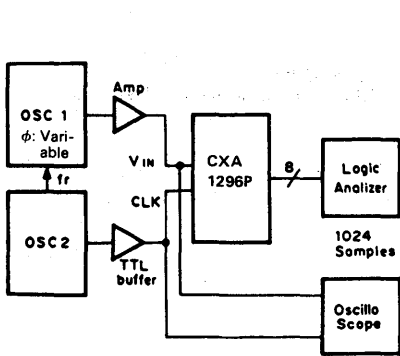 OSC 1
φ: Vari-
able
Amp
fr
OSC2
TTL
buffer
VIN
CLK
CXA
1296P
8
Logic
Analizer
1024
Samples
Oscillo
Scope